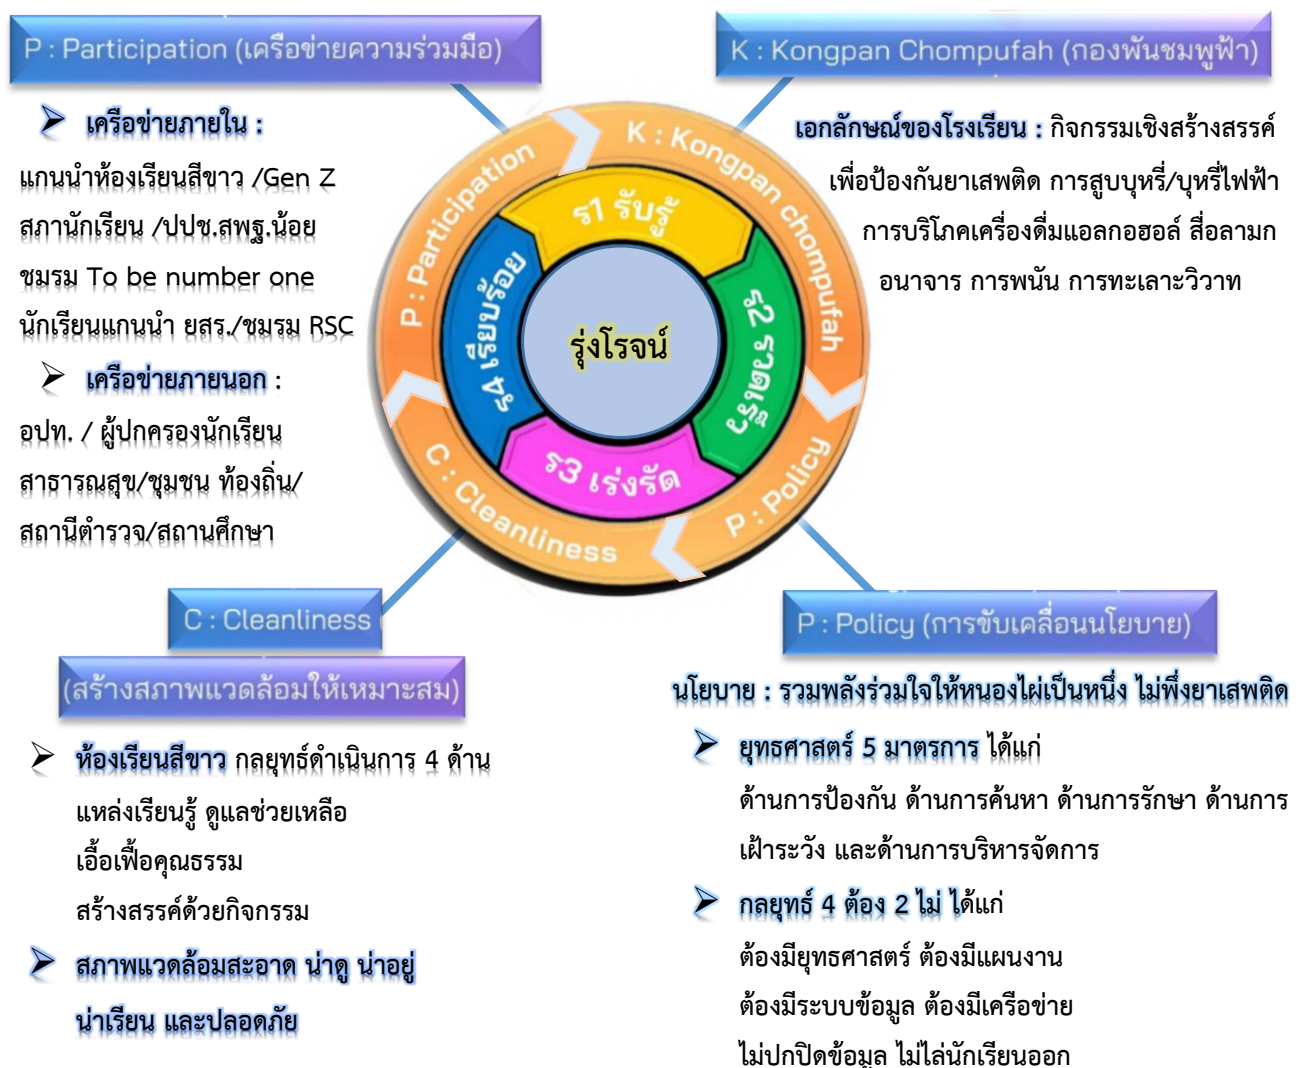 P : Participation (เครือข่ายความร่วมมือ)
เครือข่ายภายใน :
แกนนำห้องเรียนสีขาว /Gen Z
สภานักเรียน /ปปช.สพฐ.น้อย
ชมรม To be number one
นักเรียนแกนนำ ยสร./ชมรม RSC
เครือข่ายภายนอก :
อปท. / ผู้ปกครองนักเรียน
สาธารณสุข/ชุมชน ท้องถิ่น/
สถานีตำรวจ/สถานศึกษา
K : Kongpan Chompufah (กองพันชมพูฟ้า)
เอกลักษณ์ของโรงเรียน : กิจกรรมเชิงสร้างสรรค์
เพื่อป้องกันยาเสพติด การสูบบุหรี่/บุหรี่ไฟฟ้า
การบริโภคเครื่องดื่มแอลกอฮอล์ สื่อลามก
อนาจาร การพนัน การทะเลาะวิวาท
P : Participation
K : Kongpan chompufah
P : Policy
C : Cleanliness
ร1 รับรู้
ร2 รวดเร็ว
ร3 เร่งรัด
ร4 เรียบร้อย
รุ่งโรจน์
C : Cleanliness
(สร้างสภาพแวดล้อมให้เหมาะสม)
ห้องเรียนสีขาว กลยุทธ์ดำเนินการ 4 ด้าน
แหล่งเรียนรู้ ดูแลช่วยเหลือ
เอื้อเฟื้อคุณธรรม
สร้างสรรค์ด้วยกิจกรรม
สภาพแวดล้อมสะอาด น่าดู น่าอยู่
น่าเรียน และปลอดภัย
P : Policy (การขับเคลื่อนนโยบาย)
นโยบาย : รวมพลังร่วมใจให้หนองไผ่เป็นหนึ่ง ไม่พึ่งยาเสพติด
ยุทธศาสตร์ 5 มาตรการ ได้แก่
ด้านการป้องกัน ด้านการค้นหา ด้านการรักษา ด้านการ
เฝ้าระวัง และด้านการบริหารจัดการ
กลยุทธ์ 4 ต้อง 2 ไม่ ได้แก่
ต้องมียุทธศาสตร์ ต้องมีแผนงาน
ต้องมีระบบข้อมูล ต้องมีเครือข่าย
ไม่ปกปิดข้อมูล ไม่ไล่นักเรียนออก